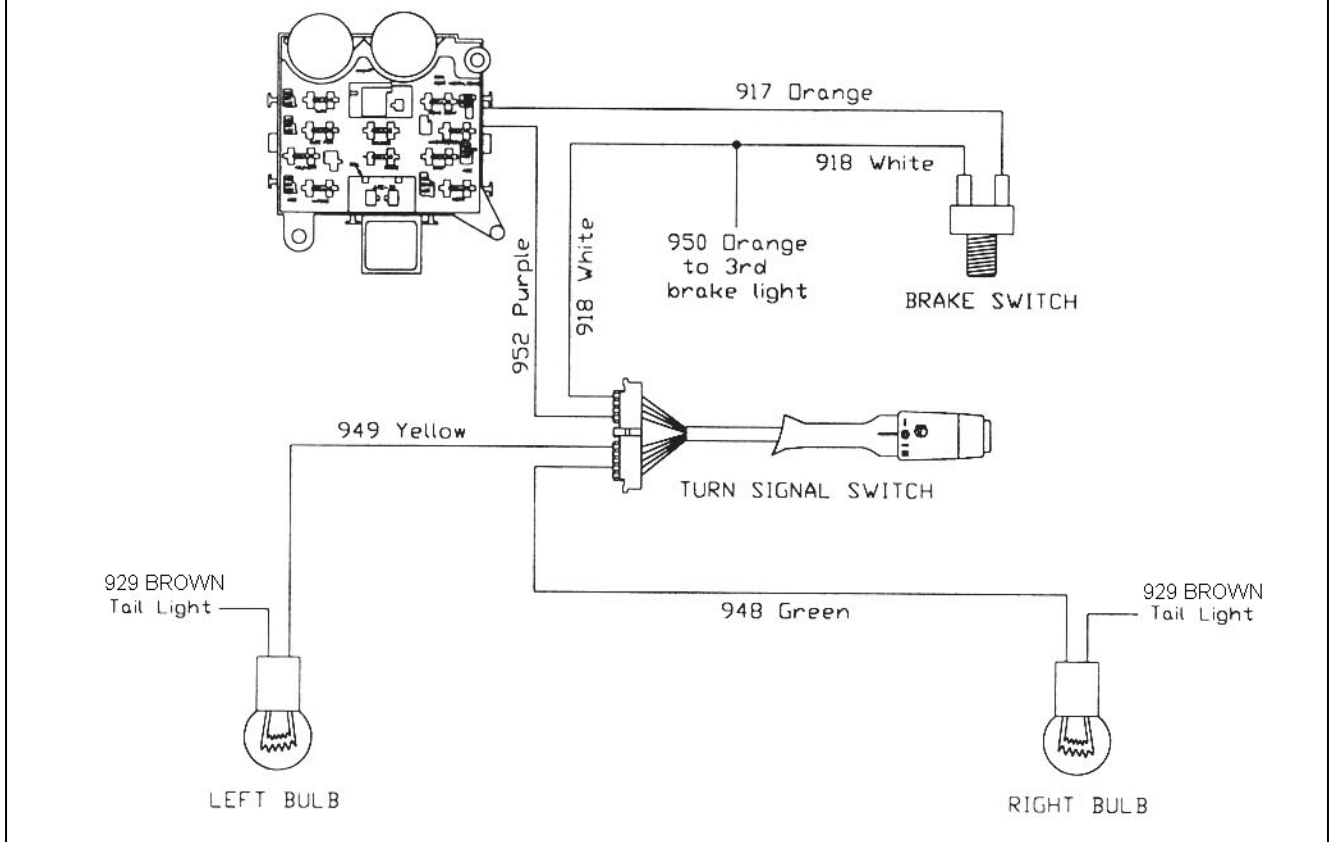 917 Orange
918 White
950 Orange
to 3rd
brake light
BRAKE SWITCH
952 Purple
918 White
949 Yellow
TURN SIGNAL SWITCH
929 BROWN
Tail Light
948 Green
929 BROWN
Tail Light
LEFT BULB
RIGHT BULB